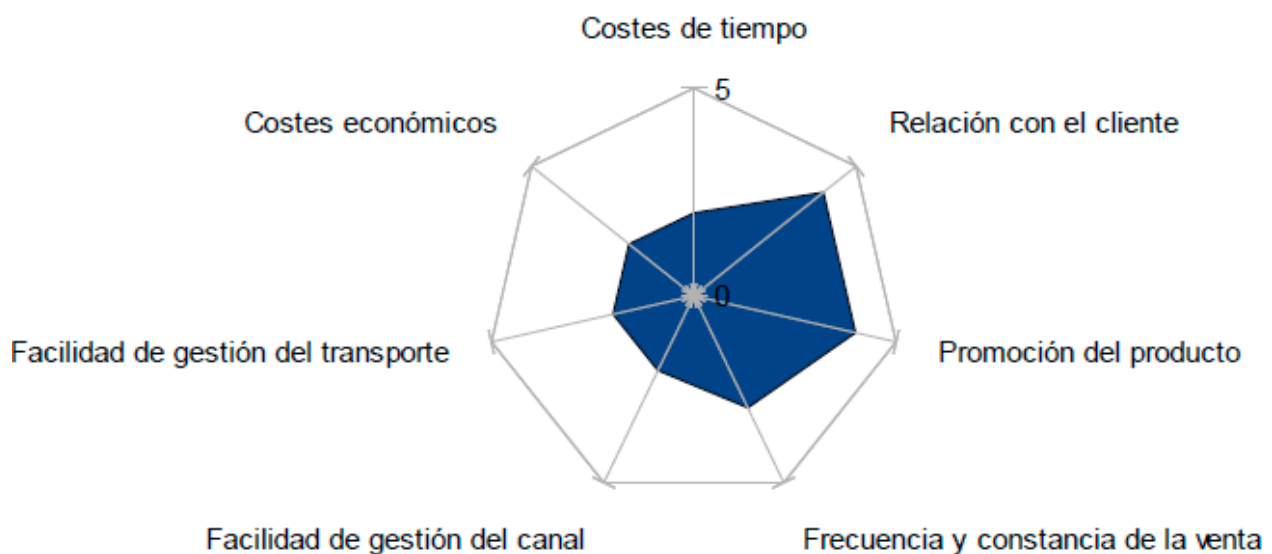 Costes de tiempo
5
Costes económicos
Relación con el cliente
0
Facilidad de gestión del transporte
Promoción del producto
Facilidad de gestión del canal
Frecuencia y constancia de la venta